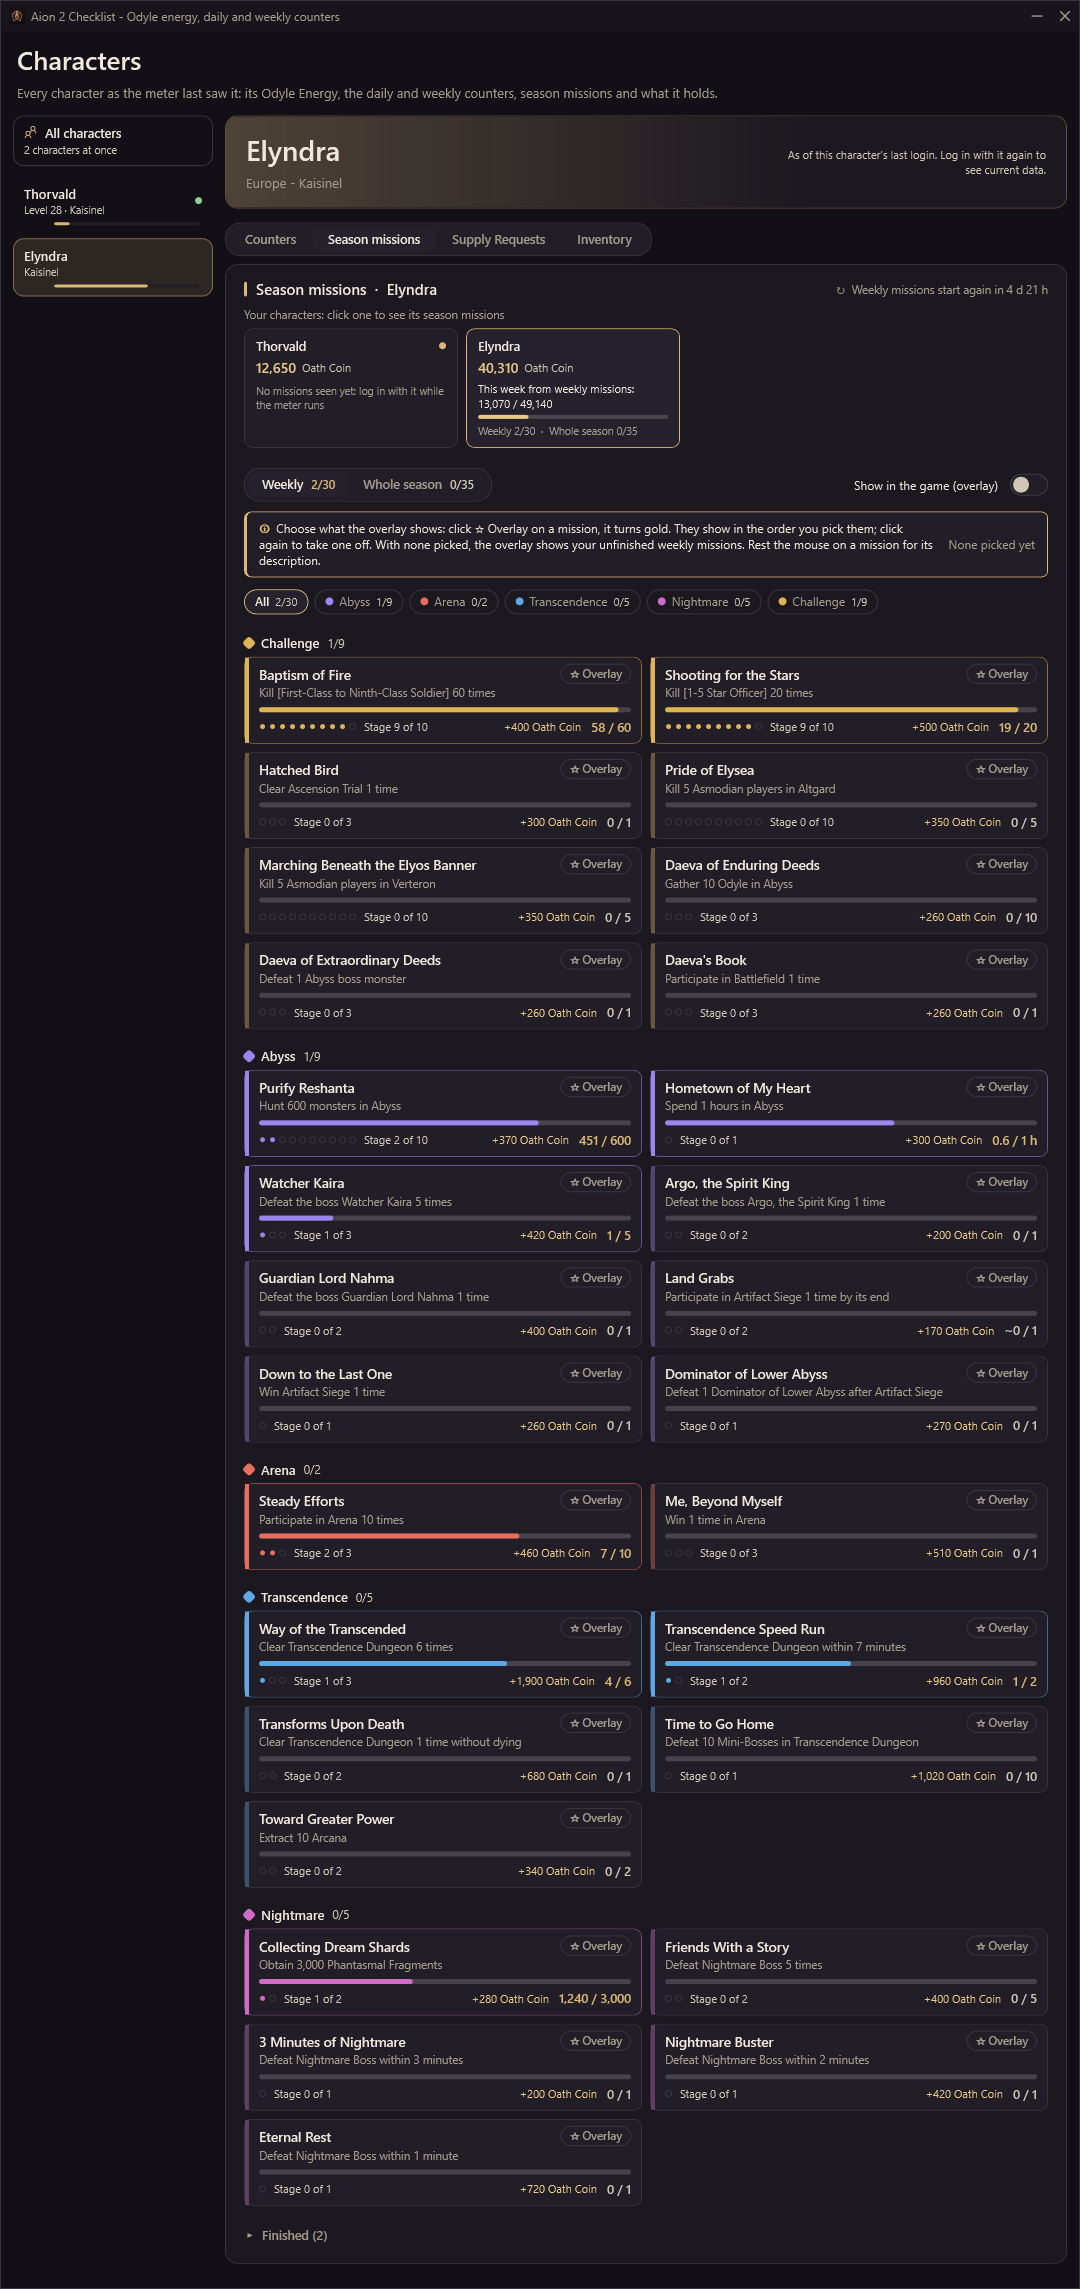 Aion 2 Checklist - Odyle energy, daily and weekly counters
Characters
Every character as the meter last saw it: its Odyle Energy, the daily and weekly counters, season missions and what it holds.
All characters
2 characters at once
Thorvald
Level 28 · Kaisinel
Elyndra
Kaisinel
Elyndra
Europe - Kaisinel
As of this character's last login. Log in with it again to
see current data.
Counters
Season missions
Supply Requests
Inventory
Season missions · Elyndra
Weekly missions start again in 4 d 21 h
Your characters: click one to see its season missions
Thorvald
12,650 Oath Coin
No missions seen yet: log in with it while
the meter runs
Elyndra
40,310 Oath Coin
This week from weekly missions:
13,070 / 49,140
Weekly 2/30 · Whole season 0/35
Weekly 2/30
Whole season 0/35
Show in the game (overlay)
Choose what the overlay shows: click ☆ Overlay on a mission, it turns gold. They show in the order you pick them; click
again to take one off. With none picked, the overlay shows your unfinished weekly missions. Rest the mouse on a mission for its
description.
None picked yet
All 2/30
Abyss 1/9
Arena 0/2
Transcendence 0/5
Nightmare 0/5
Challenge 1/9
Challenge 1/9
Baptism of Fire
☆ Overlay
Kill [First-Class to Ninth-Class Soldier] 60 times
Stage 9 of 10
+400 Oath Coin 58 / 60
Shooting for the Stars
☆ Overlay
Kill [1-5 Star Officer] 20 times
Stage 9 of 10
+500 Oath Coin 19 / 20
Hatched Bird
☆ Overlay
Clear Ascension Trial 1 time
Stage 0 of 3
+300 Oath Coin 0 / 1
Pride of Elysea
☆ Overlay
Kill 5 Asmodian players in Altgard
Stage 0 of 10
+350 Oath Coin 0 / 5
Marching Beneath the Elyos Banner
☆ Overlay
Kill 5 Asmodian players in Verteron
Stage 0 of 10
+350 Oath Coin 0 / 5
Daeva of Enduring Deeds
☆ Overlay
Gather 10 Odyle in Abyss
Stage 0 of 3
+260 Oath Coin 0 / 10
Daeva of Extraordinary Deeds
☆ Overlay
Defeat 1 Abyss boss monster
Stage 0 of 3
+260 Oath Coin 0 / 1
Daeva's Book
☆ Overlay
Participate in Battlefield 1 time
Stage 0 of 3
+260 Oath Coin 0 / 1
Abyss 1/9
Purify Reshanta
☆ Overlay
Hunt 600 monsters in Abyss
Stage 2 of 10
+370 Oath Coin 451 / 600
Hometown of My Heart
☆ Overlay
Spend 1 hours in Abyss
Stage 0 of 1
+300 Oath Coin 0.6 / 1 h
Watcher Kaira
☆ Overlay
Defeat the boss Watcher Kaira 5 times
Stage 1 of 3
+420 Oath Coin 1 / 5
Argo, the Spirit King
☆ Overlay
Defeat the boss Argo, the Spirit King 1 time
Stage 0 of 2
+200 Oath Coin 0 / 1
Guardian Lord Nahma
☆ Overlay
Defeat the boss Guardian Lord Nahma 1 time
Stage 0 of 2
+400 Oath Coin 0 / 1
Land Grabs
☆ Overlay
Participate in Artifact Siege 1 time by its end
Stage 0 of 2
+170 Oath Coin ~0 / 1
Down to the Last One
☆ Overlay
Win Artifact Siege 1 time
Stage 0 of 1
+260 Oath Coin 0 / 1
Dominator of Lower Abyss
☆ Overlay
Defeat 1 Dominator of Lower Abyss after Artifact Siege
Stage 0 of 1
+270 Oath Coin 0 / 1
Arena 0/2
Steady Efforts
☆ Overlay
Participate in Arena 10 times
Stage 2 of 3
+460 Oath Coin 7 / 10
Me, Beyond Myself
☆ Overlay
Win 1 time in Arena
Stage 0 of 3
+510 Oath Coin 0 / 1
Transcendence 0/5
Way of the Transcended
☆ Overlay
Clear Transcendence Dungeon 6 times
Stage 1 of 3
+1,900 Oath Coin 4 / 6
Transcendence Speed Run
☆ Overlay
Clear Transcendence Dungeon within 7 minutes
Stage 1 of 2
+960 Oath Coin 1 / 2
Transforms Upon Death
☆ Overlay
Clear Transcendence Dungeon 1 time without dying
Stage 0 of 2
+680 Oath Coin 0 / 1
Time to Go Home
☆ Overlay
Defeat 10 Mini-Bosses in Transcendence Dungeon
Stage 0 of 1
+1,020 Oath Coin 0 / 10
Toward Greater Power
☆ Overlay
Extract 10 Arcana
Stage 0 of 2
+340 Oath Coin 0 / 2
Nightmare 0/5
Collecting Dream Shards
☆ Overlay
Obtain 3,000 Phantasmal Fragments
Stage 1 of 2
+280 Oath Coin 1,240 / 3,000
Friends With a Story
☆ Overlay
Defeat Nightmare Boss 5 times
Stage 0 of 2
+400 Oath Coin 0 / 5
3 Minutes of Nightmare
☆ Overlay
Defeat Nightmare Boss within 3 minutes
Stage 0 of 1
+200 Oath Coin 0 / 1
Nightmare Buster
☆ Overlay
Defeat Nightmare Boss within 2 minutes
Stage 0 of 1
+420 Oath Coin 0 / 1
Eternal Rest
☆ Overlay
Defeat Nightmare Boss within 1 minute
Stage 0 of 1
+720 Oath Coin 0 / 1
Finished (2)